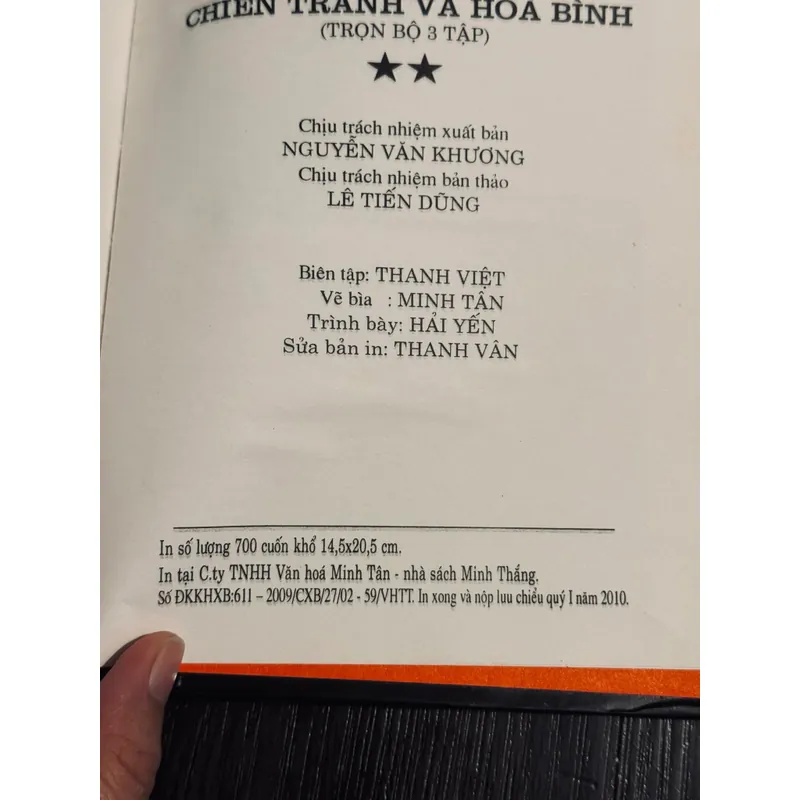 CHIẾN TRANH VÀ HOÀ BÌNH
(TRỌN BỘ 3 TẬP)
★★
Chịu trách nhiệm xuất bản
NGUYỄN VĂN KHƯƠNG
Chịu trách nhiệm bản thảo
LÊ TIẾN DŨNG
Biên tập: THANH VIỆT
Vẽ bìa : MINH TÂN
Trình bày: HẢI YẾN
Sửa bản in: THANH VÂN
In số lượng 700 cuốn khổ 14,5x20,5 cm.
In tại C.ty TNHH Văn hoá Minh Tân - nhà sách Minh Thắng.
Số ĐKKHXB:611 – 2009/CXB/27/02 - 59/VHTT. In xong và nộp lưu chiểu quý I năm 2010.